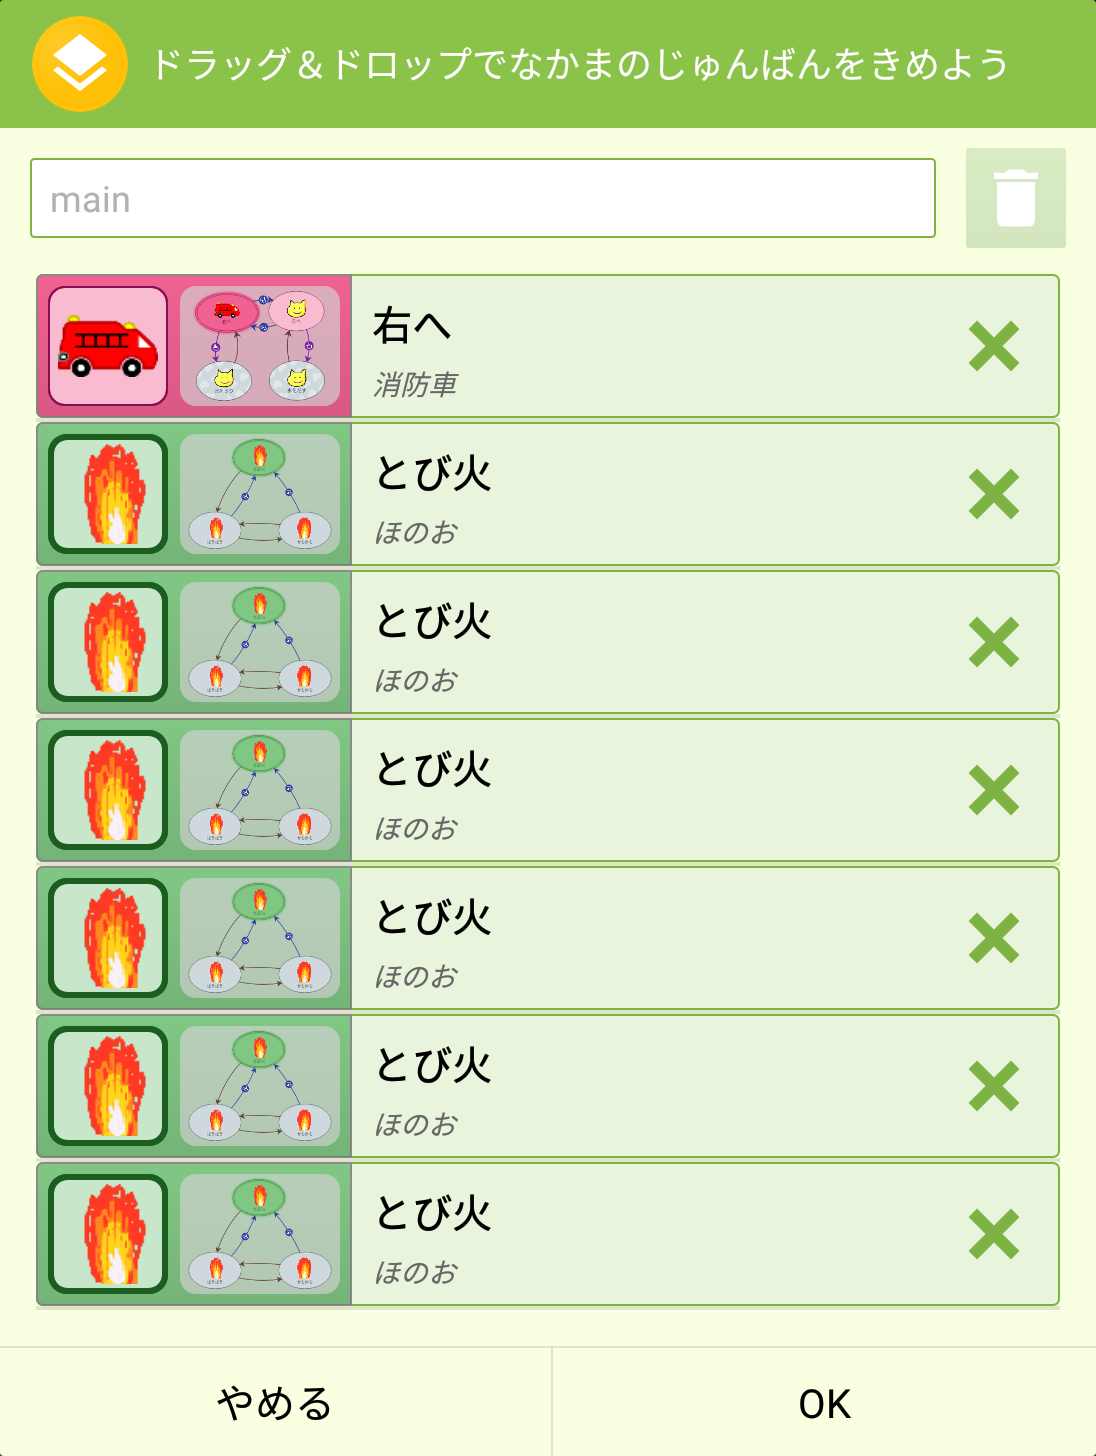 ドラッグ＆ドロップでなかまのじゅんばんをきめよう
main
右へ
消防車
とび火
ほのお
とび火
ほのお
とび火
ほのお
とび火
ほのお
とび火
ほのお
とび火
ほのお
やめる
OK